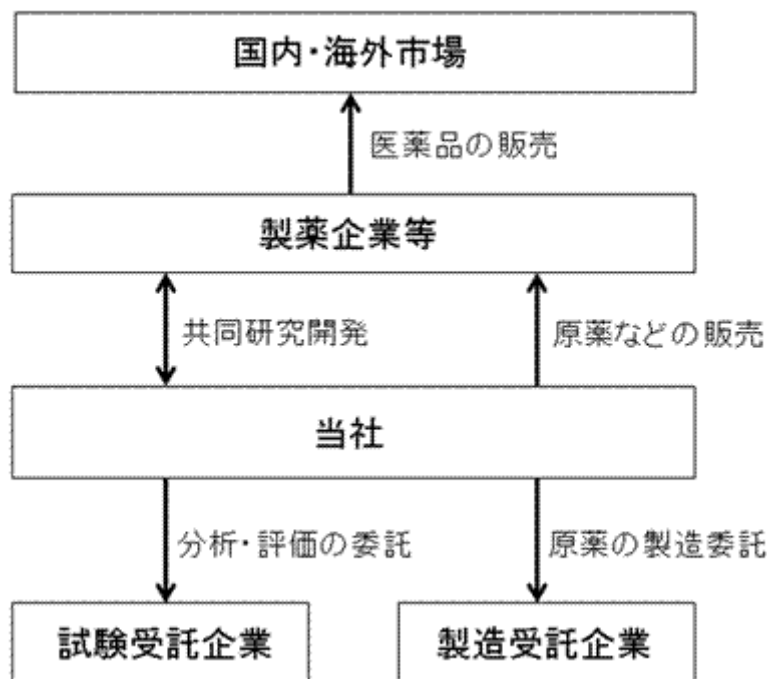 国内・海外市場
医薬品の販売
製薬企業等
共同研究開発
原薬などの販売
当社
分析・評価の委託
原薬の製造委託
試験受託企業
製造受託企業